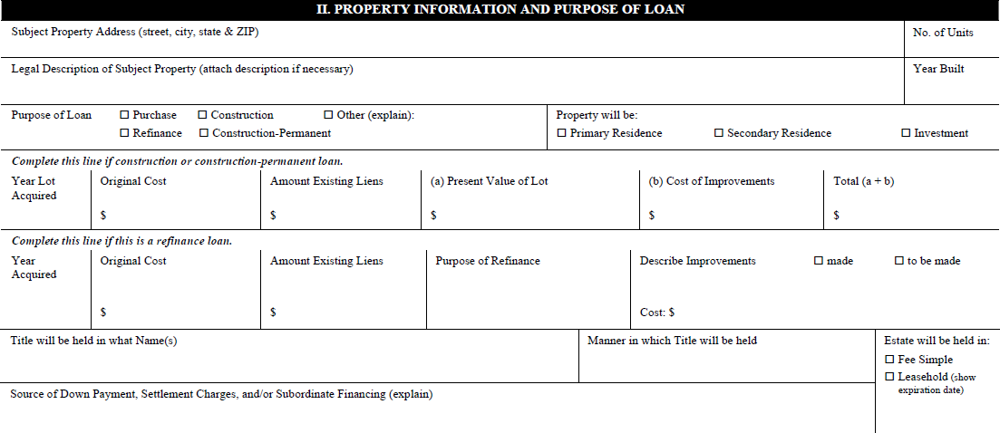 II. PROPERTY INFORMATION AND PURPOSE OF LOAN
Subject Property Address (street, city, state & ZIP)
No. of Units
Legal Description of Subject Property (attach description if necessary)
Year Built
Purpose of Loan
☐ Purchase ☐ Construction ☐ Other (explain):
☐ Refinance ☐ Construction-Permanent
Property will be:
☐ Primary Residence ☐ Secondary Residence ☐ Investment
Complete this line if construction or construction-permanent loan.
Year Lot
Acquired
Original Cost
$
Amount Existing Liens
$
(a) Present Value of Lot
$
(b) Cost of Improvements
$
Total (a + b)
$
Complete this line if this is a refinance loan.
Year
Acquired
Original Cost
$
Amount Existing Liens
$
Purpose of Refinance
Describe Improvements ☐ made ☐ to be made
Cost: $
Title will be held in what Name(s)
Manner in which Title will be held
Estate will be held in:
☐ Fee Simple
☐ Leasehold (show
expiration date)
Source of Down Payment, Settlement Charges, and/or Subordinate Financing (explain)